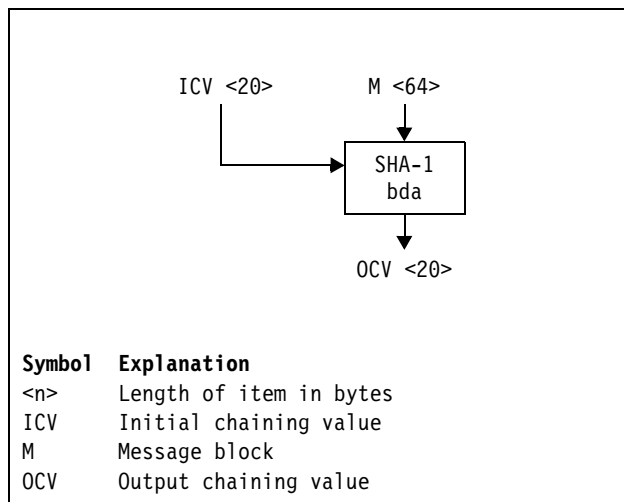 ICV <20> M <64>
SHA-1
bda
OCV <20>
Symbol Explanation
<n> Length of item in bytes
ICV Initial chaining value
M Message block
OCV Output chaining value